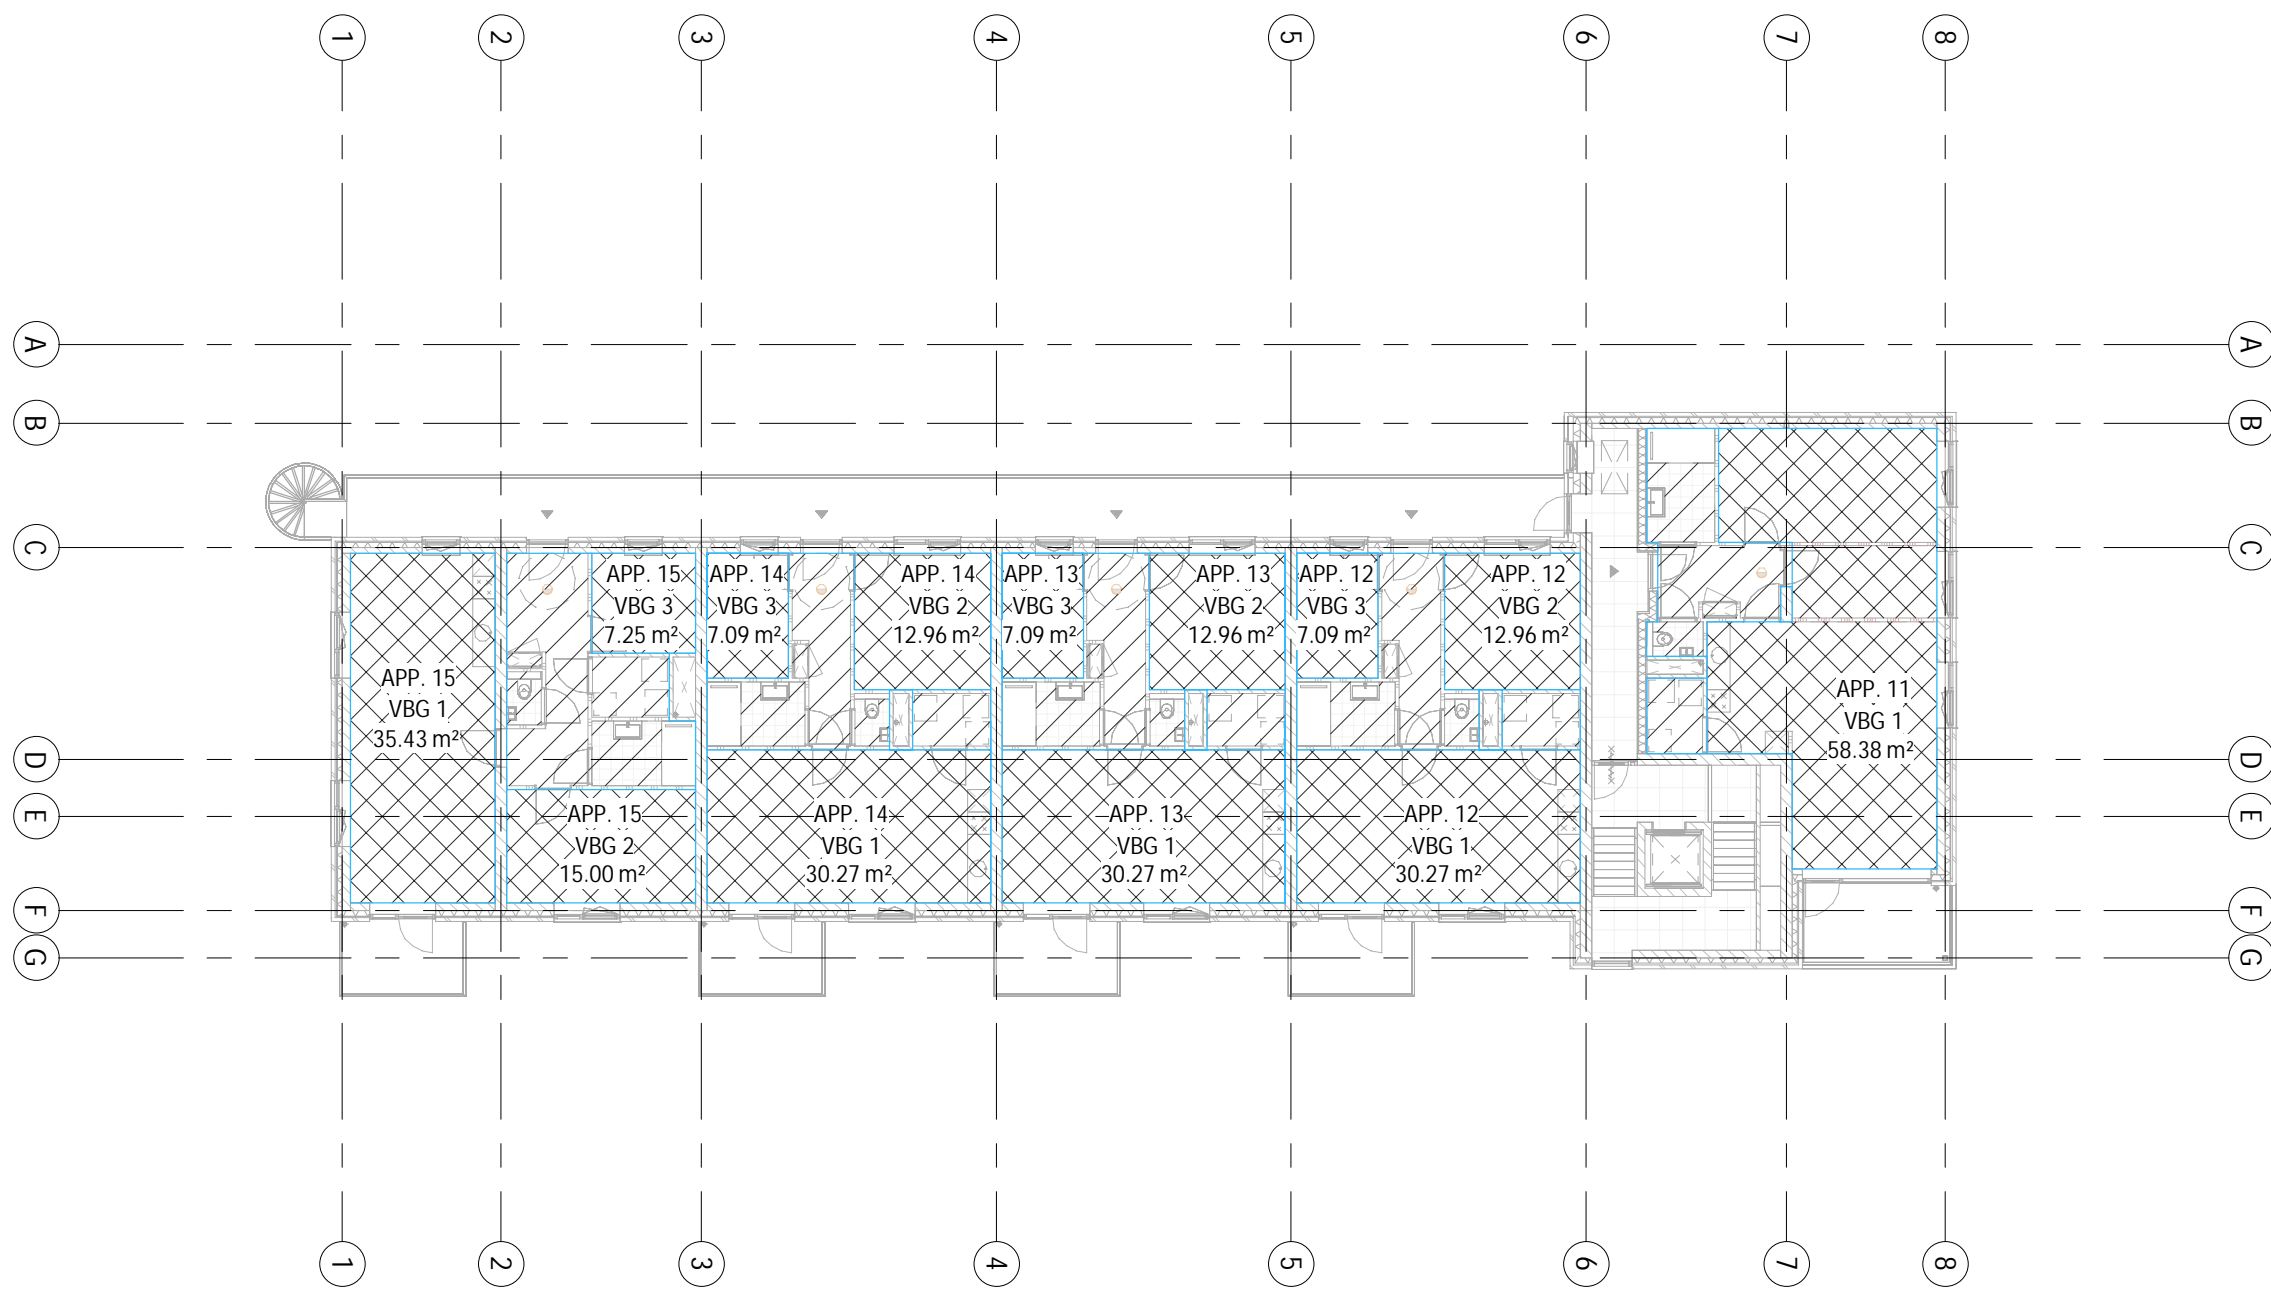 1 2 3 4 5 6 7 8
A A
B B
C C
APP. 15
VBG 3
7.25 m²
APP. 14
VBG 3
7.09 m²
APP. 14
VBG 2
12.96 m²
APP. 13
VBG 3
7.09 m²
APP. 13
VBG 2
12.96 m²
APP. 12
VBG 3
7.09 m²
APP. 12
VBG 2
12.96 m²
APP. 15
VBG 1
35.43 m²
APP. 11
VBG 1
58.38 m²
D D
E E
APP. 15
VBG 2
15.00 m²
APP. 14
VBG 1
30.27 m²
APP. 13
VBG 1
30.27 m²
APP. 12
VBG 1
30.27 m²
F F
G G
1 2 3 4 5 6 7 8